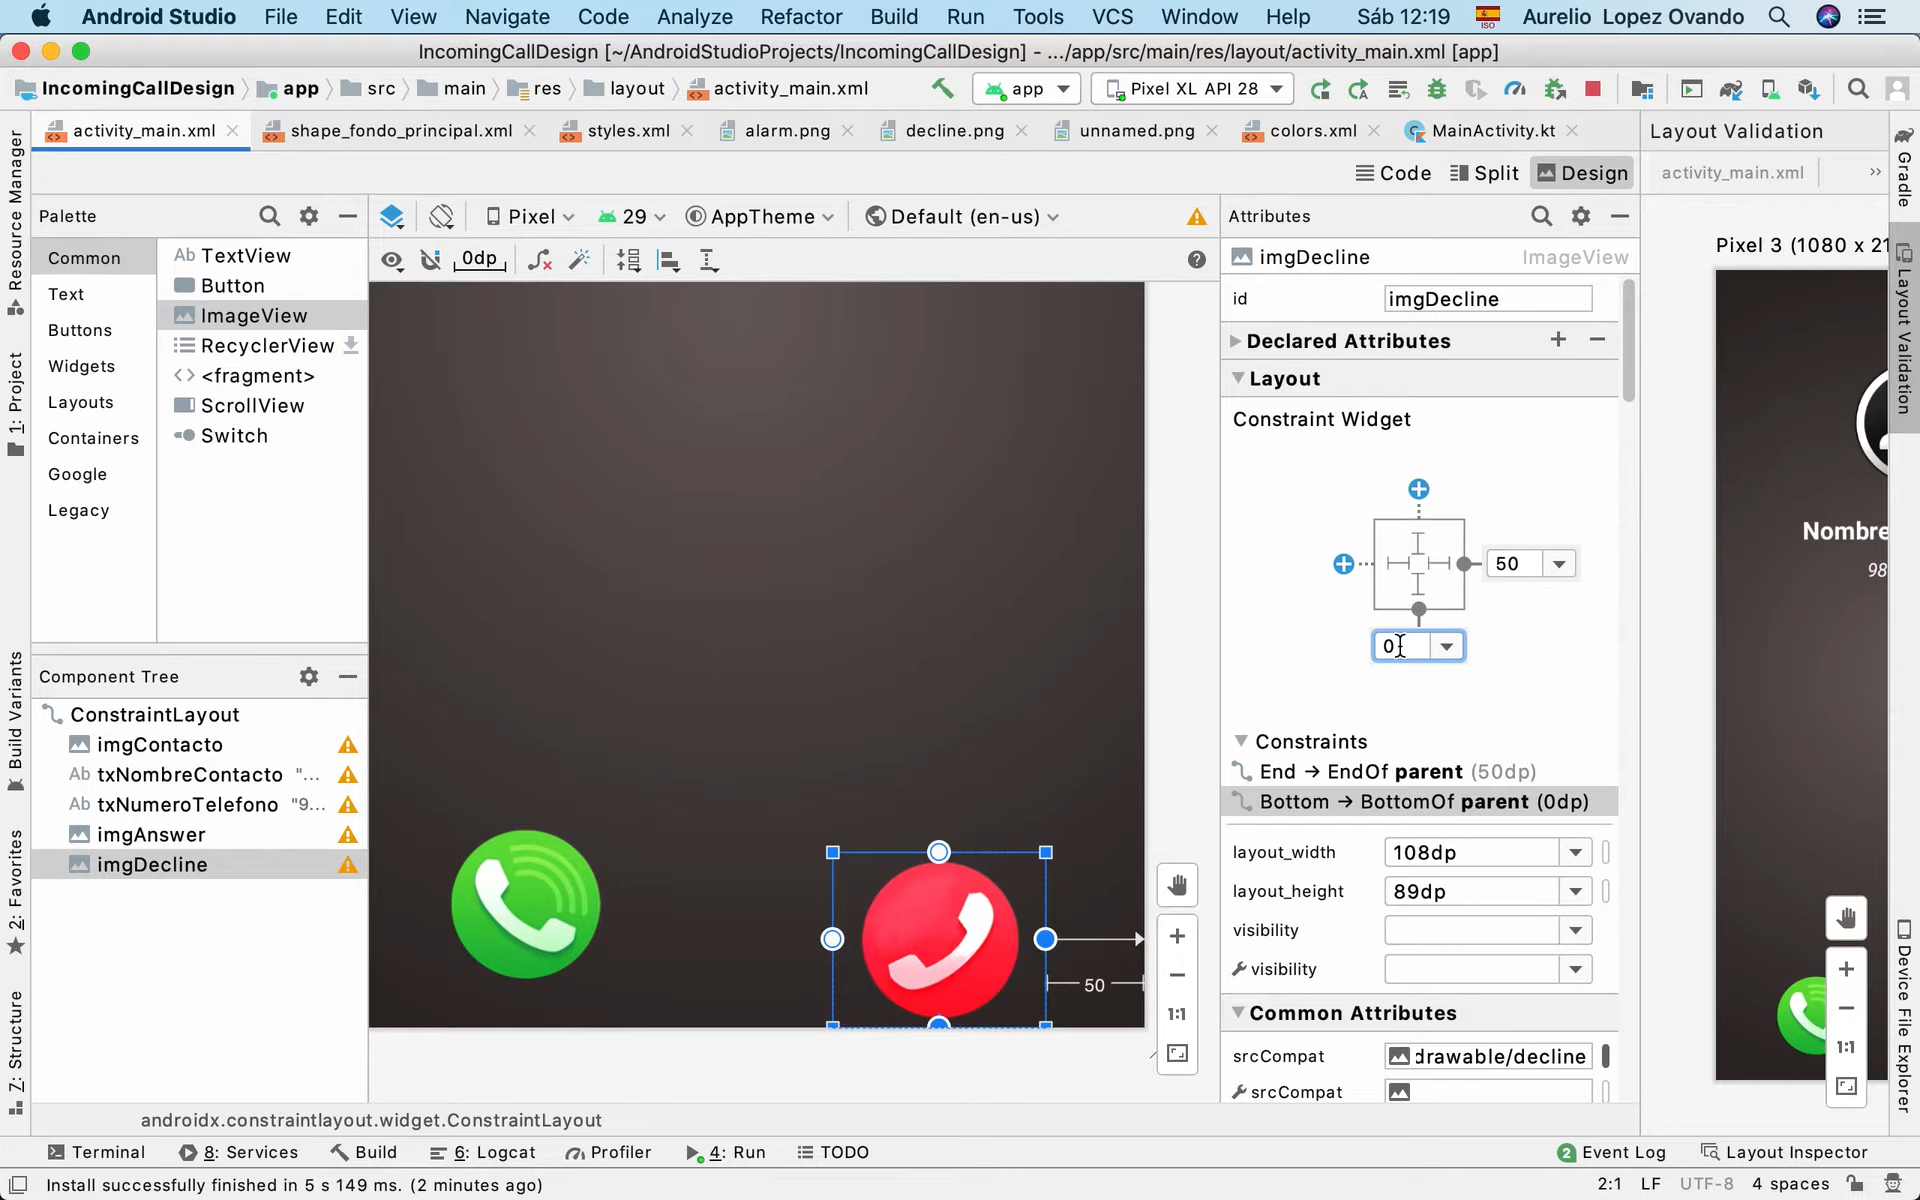 Android Studio File Edit View Navigate Code Analyze Refactor Build Run Tools VCS Window Help Sáb 12:19 ISO Aurelio Lopez Ovando
IncomingCallDesign [~/AndroidStudioProjects/IncomingCallDesign] - .../app/src/main/res/layout/activity_main.xml [app]
IncomingCallDesign app src main res layout activity_main.xml app Pixel XL API 28
activity_main.xml shape_fondo_principal.xml styles.xml alarm.png decline.png unnamed.png colors.xml MainActivity.kt Layout Validation
Code Split Design activity_main.xml
Palette Pixel 29 AppTheme Default (en-us) Attributes
Common
Text
Buttons
Widgets
Layouts
Containers
Google
Legacy
Ab TextView
Button
ImageView
RecyclerView
<fragment>
ScrollView
Switch
0dp
50
1:1
Component Tree
ConstraintLayout
imgContacto
Ab txNombreContacto "...
Ab txNumeroTelefono "9...
imgAnswer
imgDecline
imgDecline ImageView
id imgDecline
Declared Attributes
Layout
Constraint Widget
50
0
Constraints
End → EndOf parent (50dp)
Bottom → BottomOf parent (0dp)
layout_width 108dp
layout_height 89dp
visibility
visibility
Common Attributes
srcCompat drawable/decline
srcCompat
Pixel 3 (1080 x 21
Nombre
98
1:1
Resource Manager
1: Project
Build Variants
2: Favorites
Z: Structure
Gradle
Layout Validation
Device File Explorer
androidx.constraintlayout.widget.ConstraintLayout
Terminal 8: Services Build 6: Logcat Profiler 4: Run TODO 2 Event Log Layout Inspector
Install successfully finished in 5 s 149 ms. (2 minutes ago) 2:1 LF UTF-8 4 spaces